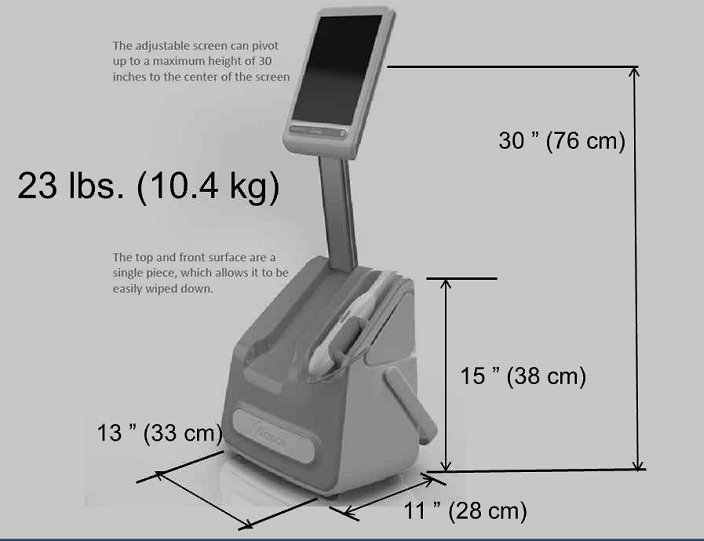 The adjustable screen can pivot
up to a maximum height of 30
inches to the center of the screen
30 ” (76 cm)
23 lbs. (10.4 kg)
The top and front surface are a
single piece, which allows it to be
easily wiped down.
15 ” (38 cm)
13 ” (33 cm)
11 ” (28 cm)